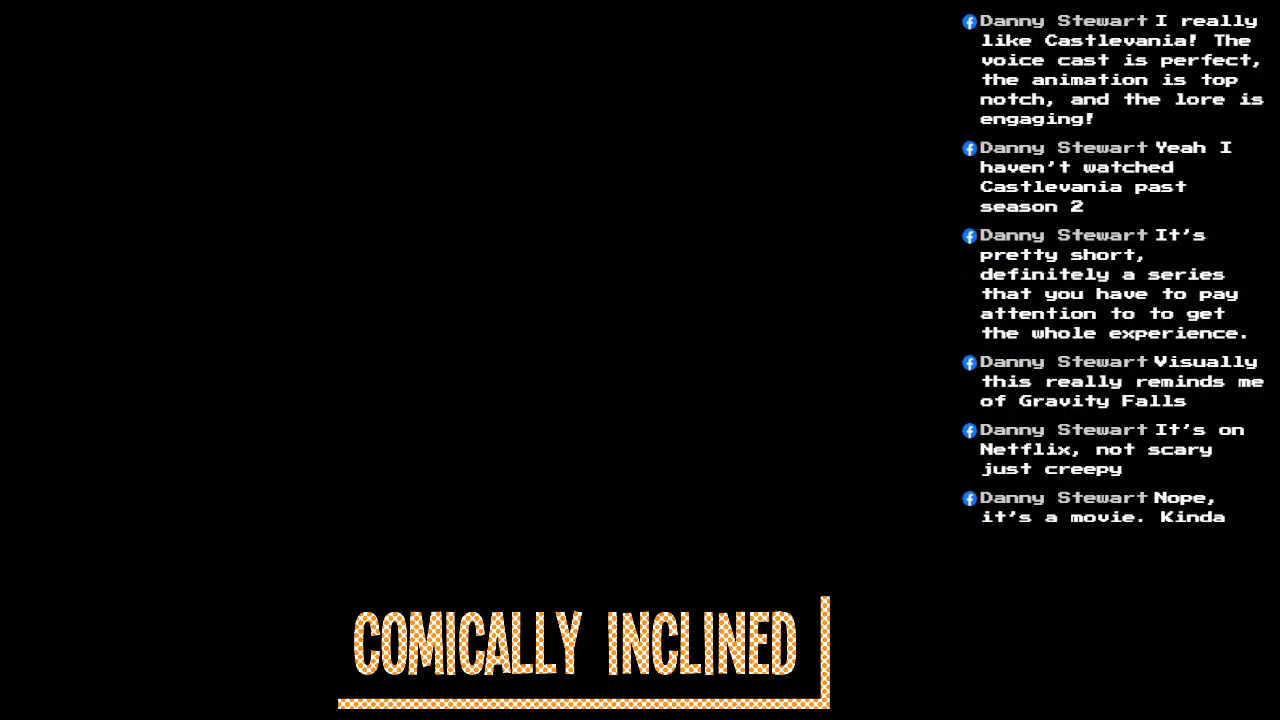 Danny Stewart I really
like Castlevania! The
voice cast is perfect,
the animation is top
notch, and the lore is
engaging!
Danny Stewart Yeah I
haven't watched
Castlevania past
season 2
Danny Stewart It's
pretty short,
definitely a series
that you have to pay
attention to to get
the whole experience.
Danny Stewart Visually
this really reminds me
of Gravity Falls
Danny Stewart It's on
Netflix, not scary
just creepy
Danny Stewart Nope,
it's a movie. Kinda
COMICALLY INCLINED